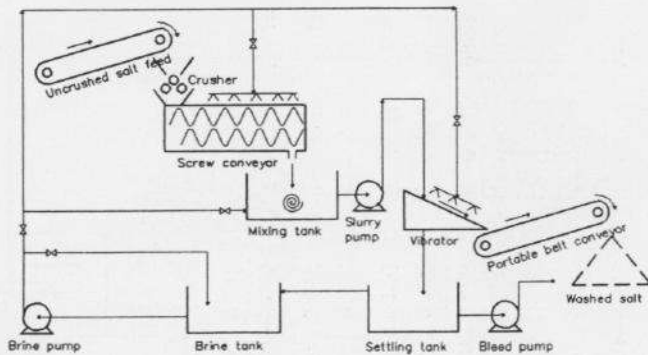 Uncrushed salt feed
Crusher
Screw conveyor
Mixing tank
Slurry
pump
Vibrator
Portable belt conveyor
Washed salt
Brine pump
Brine tank
Settling tank
Bleed pump